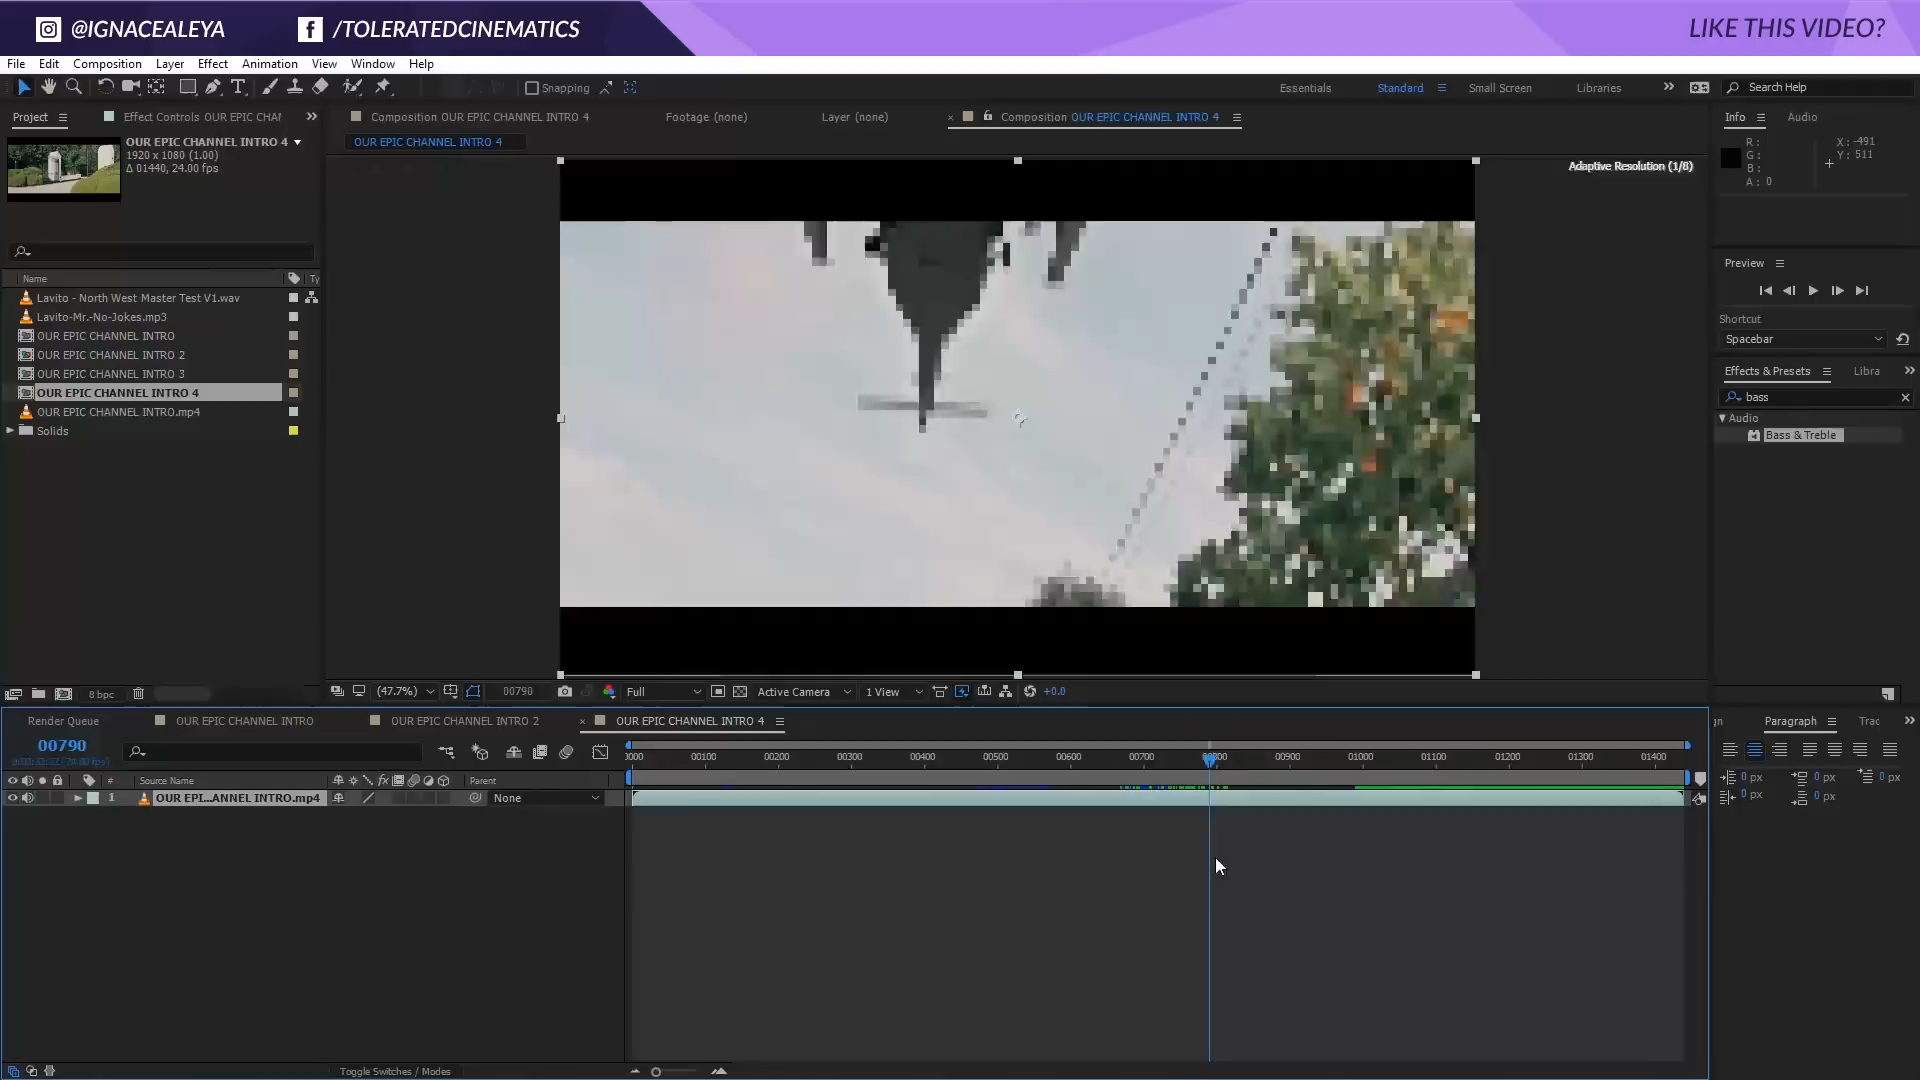 @IGNACEALEYA
/TOLERATEDCINEMATICS
LIKE THIS VIDEO?
File Edit Composition Layer Effect Animation View Window Help
Snapping
Essentials Standard Small Screen Libraries
Search Help
Project
Effect Controls OUR EPIC CHAN
Composition OUR EPIC CHANNEL INTRO 4
Footage (none)
Layer (none)
Composition OUR EPIC CHANNEL INTRO 4
Info Audio
OUR EPIC CHANNEL INTRO 4
1920 x 1080 (1.00)
Δ 01440, 24.00 fps
OUR EPIC CHANNEL INTRO 4
Adaptive Resolution (1/8)
R:
G:
B:
A: 0
X: -491
Y: 511
Name
Ty
Lavito - North West Master Test V1.wav
Lavito-Mr.-No-Jokes.mp3
OUR EPIC CHANNEL INTRO
OUR EPIC CHANNEL INTRO 2
OUR EPIC CHANNEL INTRO 3
OUR EPIC CHANNEL INTRO 4
OUR EPIC CHANNEL INTRO.mp4
Solids
Preview
Shortcut
Spacebar
Effects & Presets
Libra
bass
Audio
Bass & Treble
8 bpc
(47.7%)
00790
Full
Active Camera
1 View
+0.0
Render Queue
OUR EPIC CHANNEL INTRO
OUR EPIC CHANNEL INTRO 2
OUR EPIC CHANNEL INTRO 4
00790
0000 00100 00200 00300 00400 00500 00600 00700 00800 00900 01000 01100 01200 01300 01400
# Source Name
fx
Parent
1 OUR EPI...ANNEL INTRO.mp4
None
Toggle Switches / Modes
gn Paragraph Trac
0 px 0 px 0 px
0 px 0 px